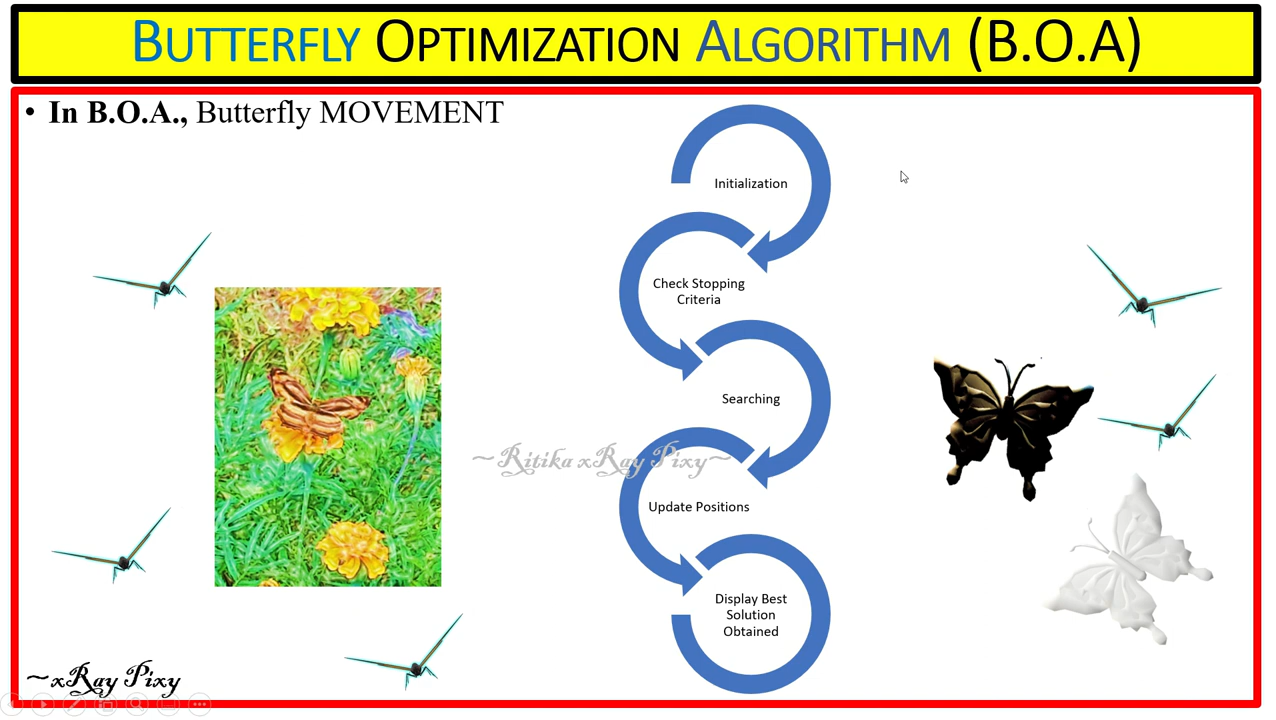 BUTTERFLY OPTIMIZATION ALGORITHM (B.O.A)
• In B.O.A., Butterfly MOVEMENT
Initialization
Check Stopping
Criteria
Searching
~Ritika xRay Pixy~
Update Positions
Display Best
Solution
Obtained
~xRay Pixy